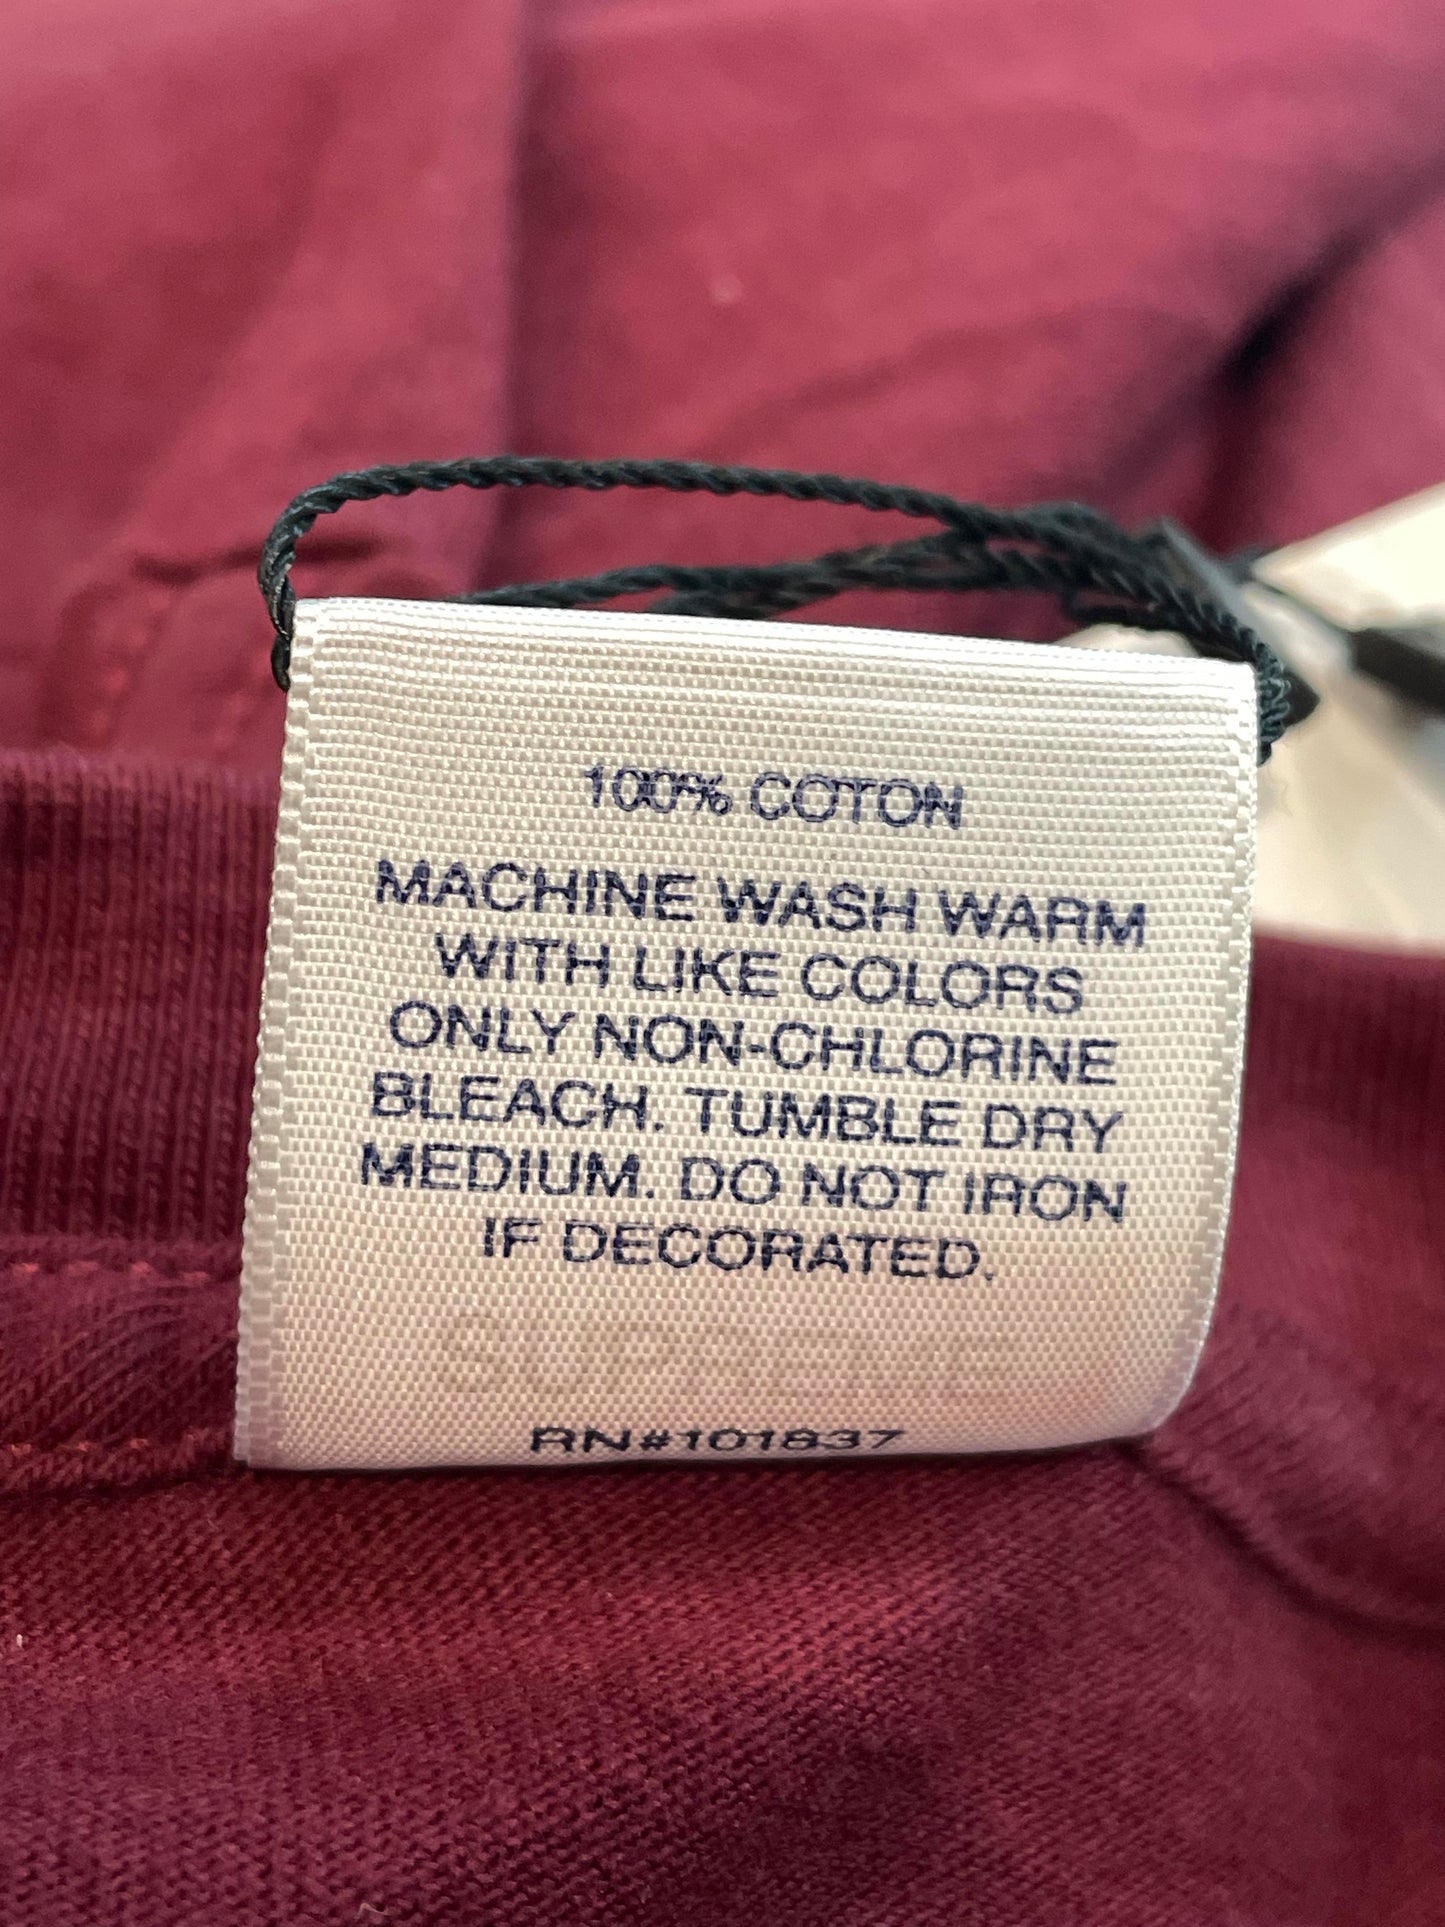 100% COTON
MACHINE WASH WARM
WITH LIKE COLORS
ONLY NON-CHLORINE
BLEACH. TUMBLE DRY
MEDIUM. DO NOT IRON
IF DECORATED.
RN#101837